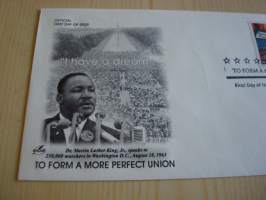 OFFICIAL
FIRST DAY OF ISSUE
"I have a dream"
Dr. Martin Luther King, Jr., speaks to
250,000 marchers in Washington D.C., August 28, 1963
TO FORM A MORE PERFECT UNION
TO FORM A
First Day of